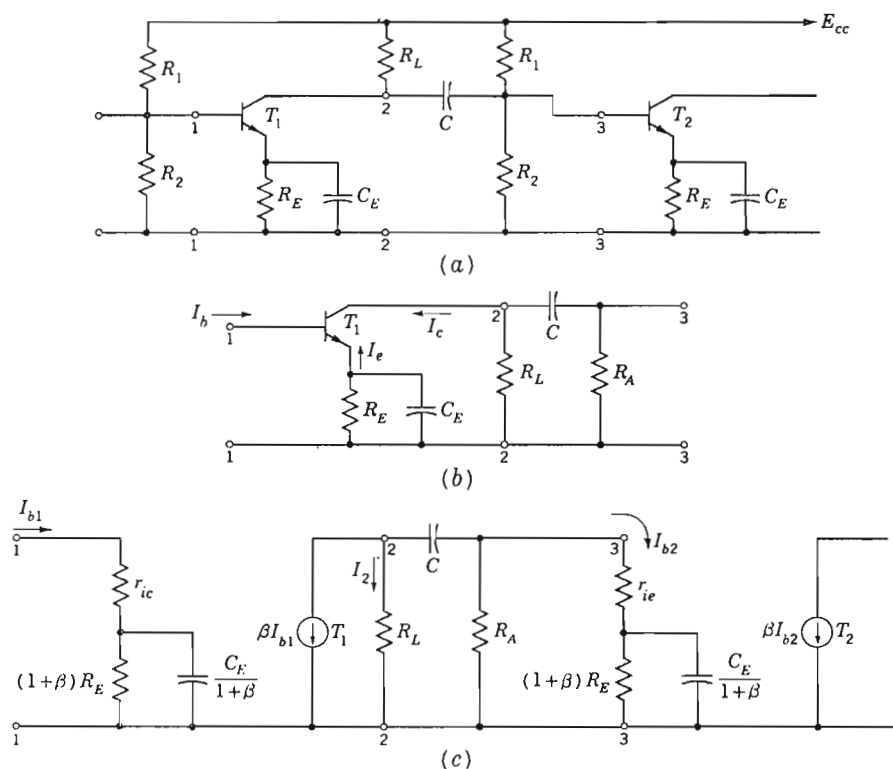 E_cc
R_1 R_L R_1
T_1 2 C T_2
1 3
R_2 R_E C_E R_2 R_E C_E
1 2 3
(a)
I_b I_c 2 C 3
1 T_1
I_e
R_E C_E R_L R_A
1 2 3
(b)
I_b1 I_b2
1 2 C 3
r_ic I_2 r_ie
βI_b1 T_1 R_L R_A βI_b2 T_2
(1+β)R_E C_E/1+β (1+β)R_E C_E/1+β
1 2 3
(c)